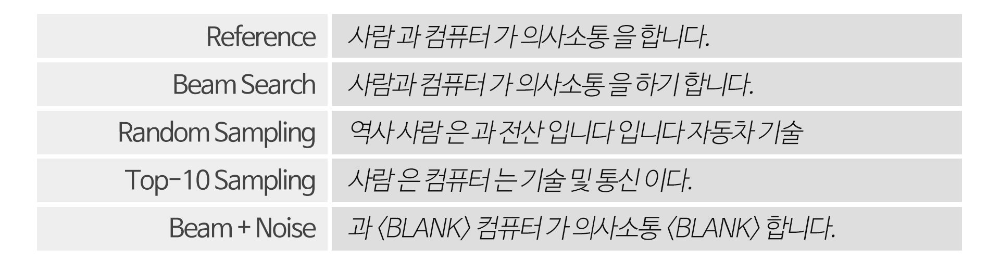 Reference 사람 과 컴퓨터 가 의사소통 을 합니다.
Beam Search 사람과 컴퓨터 가 의사소통 을 하기 합니다.
Random Sampling 역사 사람 은 과 전산 입니다 입니다 자동차 기술
Top-10 Sampling 사람 은 컴퓨터 는 기술 및 통신 이다.
Beam + Noise 과 <BLANK> 컴퓨터 가 의사소통 <BLANK> 합니다.